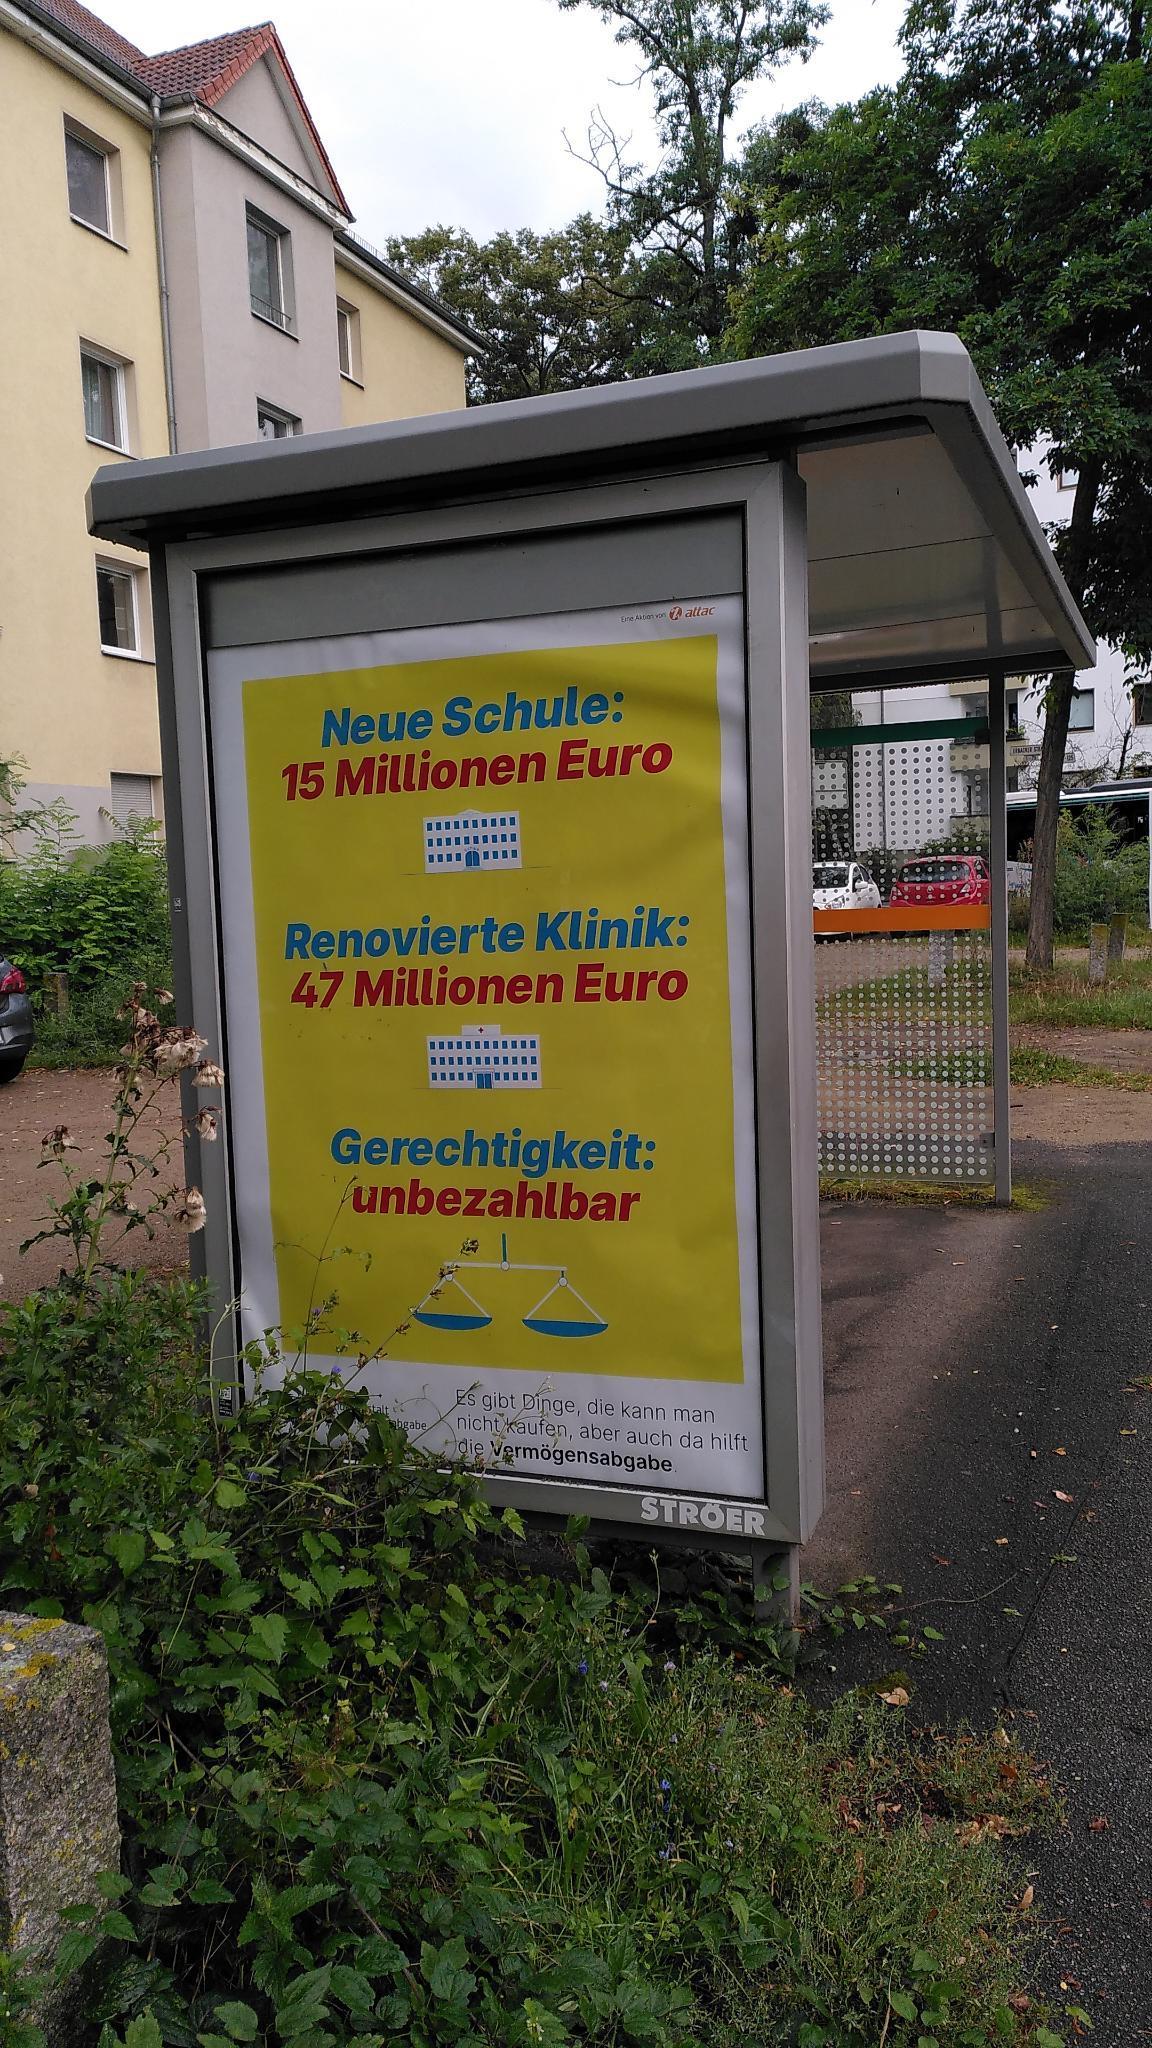 Eine Aktion von attac
Neue Schule:
15 Millionen Euro
Renovierte Klinik:
47 Millionen Euro
Gerechtigkeit:
unbezahlbar
Es gibt Dinge, die kann man
nicht kaufen, aber auch da hilft
die Vermögensabgabe.
STRÖER